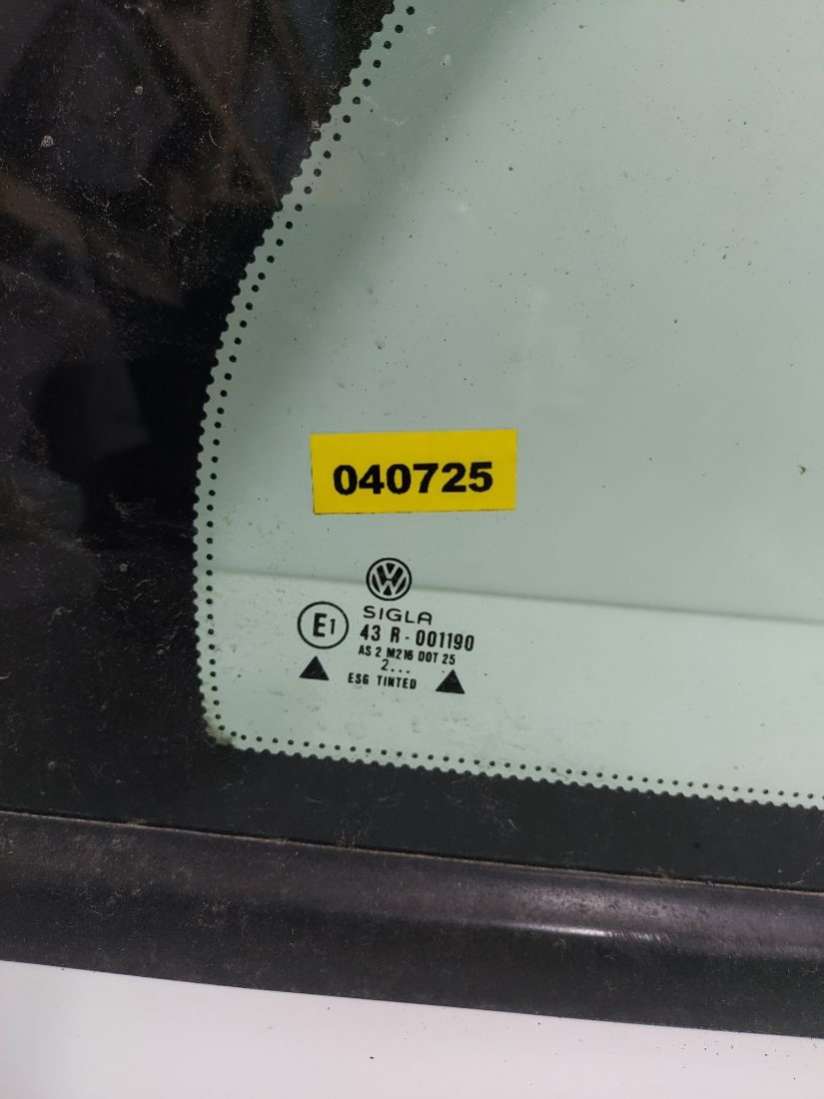 040725
SIGLA
E1
43 R - 001190
AS 2 M216 DOT 25
2...
ESG TINTED